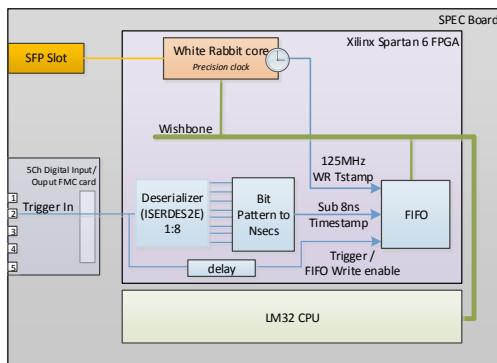 SPEC Board
Xilinx Spartan 6 FPGA
White Rabbit core
Precision clock
SFP Slot
Wishbone
5Ch Digital Input/
Ouput FMC card
125MHz
WR Tstamp
1
Trigger In
2
3
4
5
Deserializer
(ISERDES2E)
1:8
Bit
Pattern to
Nsecs
Sub 8ns
Timestamp
FIFO
delay
Trigger /
FIFO Write enable
LM32 CPU